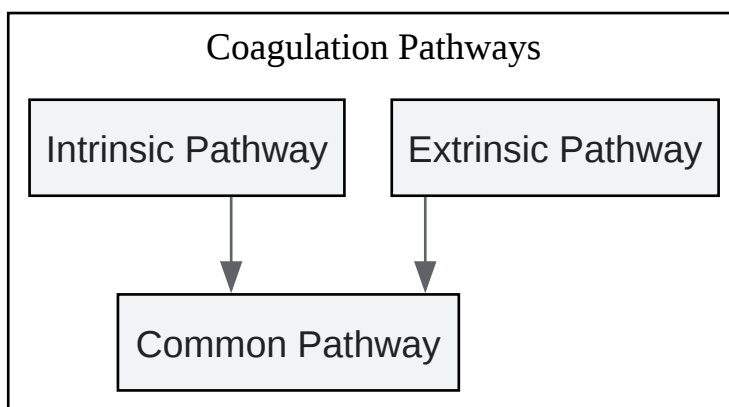 Coagulation Pathways
Intrinsic Pathway
Extrinsic Pathway
Common Pathway